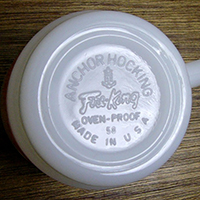 ANCHOR HOCKING
Fire-King
OVEN-PROOF
58
MADE IN U.S.A